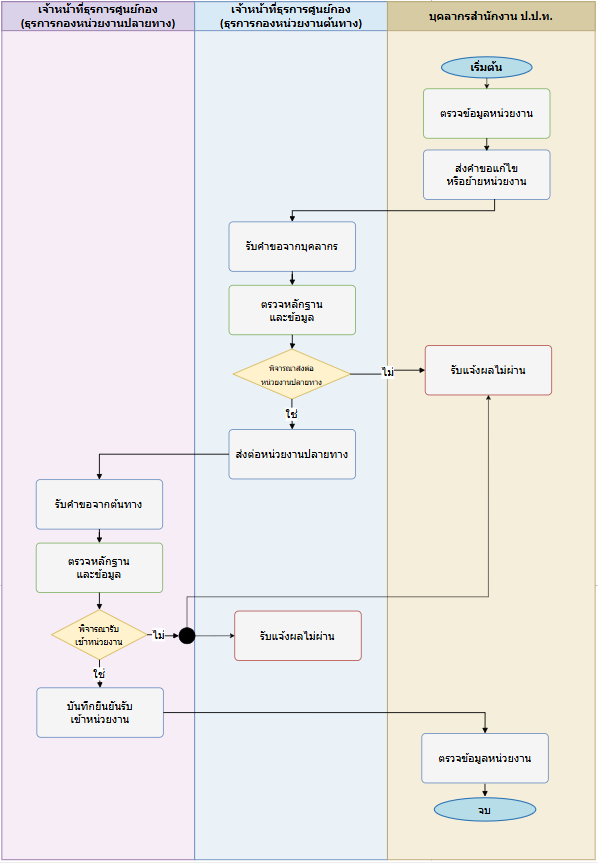 เจ้าหน้าที่ธุรการศูนย์กอง
(ธุรการกองหน่วยงานปลายทาง)
เจ้าหน้าที่ธุรการศูนย์กอง
(ธุรการกองหน่วยงานต้นทาง)
บุคลากรสำนักงาน ป.ป.ท.
เริ่มต้น
ตรวจข้อมูลหน่วยงาน
ส่งคำขอแก้ไข
หรือย้ายหน่วยงาน
รับคำขอจากบุคลากร
ตรวจหลักฐาน
และข้อมูล
พิจารณาส่งต่อ
หน่วยงานปลายทาง
ไม่
รับแจ้งผลไม่ผ่าน
ใช่
ส่งต่อหน่วยงานปลายทาง
รับคำขอจากต้นทาง
ตรวจหลักฐาน
และข้อมูล
พิจารณารับ
เข้าหน่วยงาน
ไม่
รับแจ้งผลไม่ผ่าน
ใช่
บันทึกยืนยันรับ
เข้าหน่วยงาน
ตรวจข้อมูลหน่วยงาน
จบ